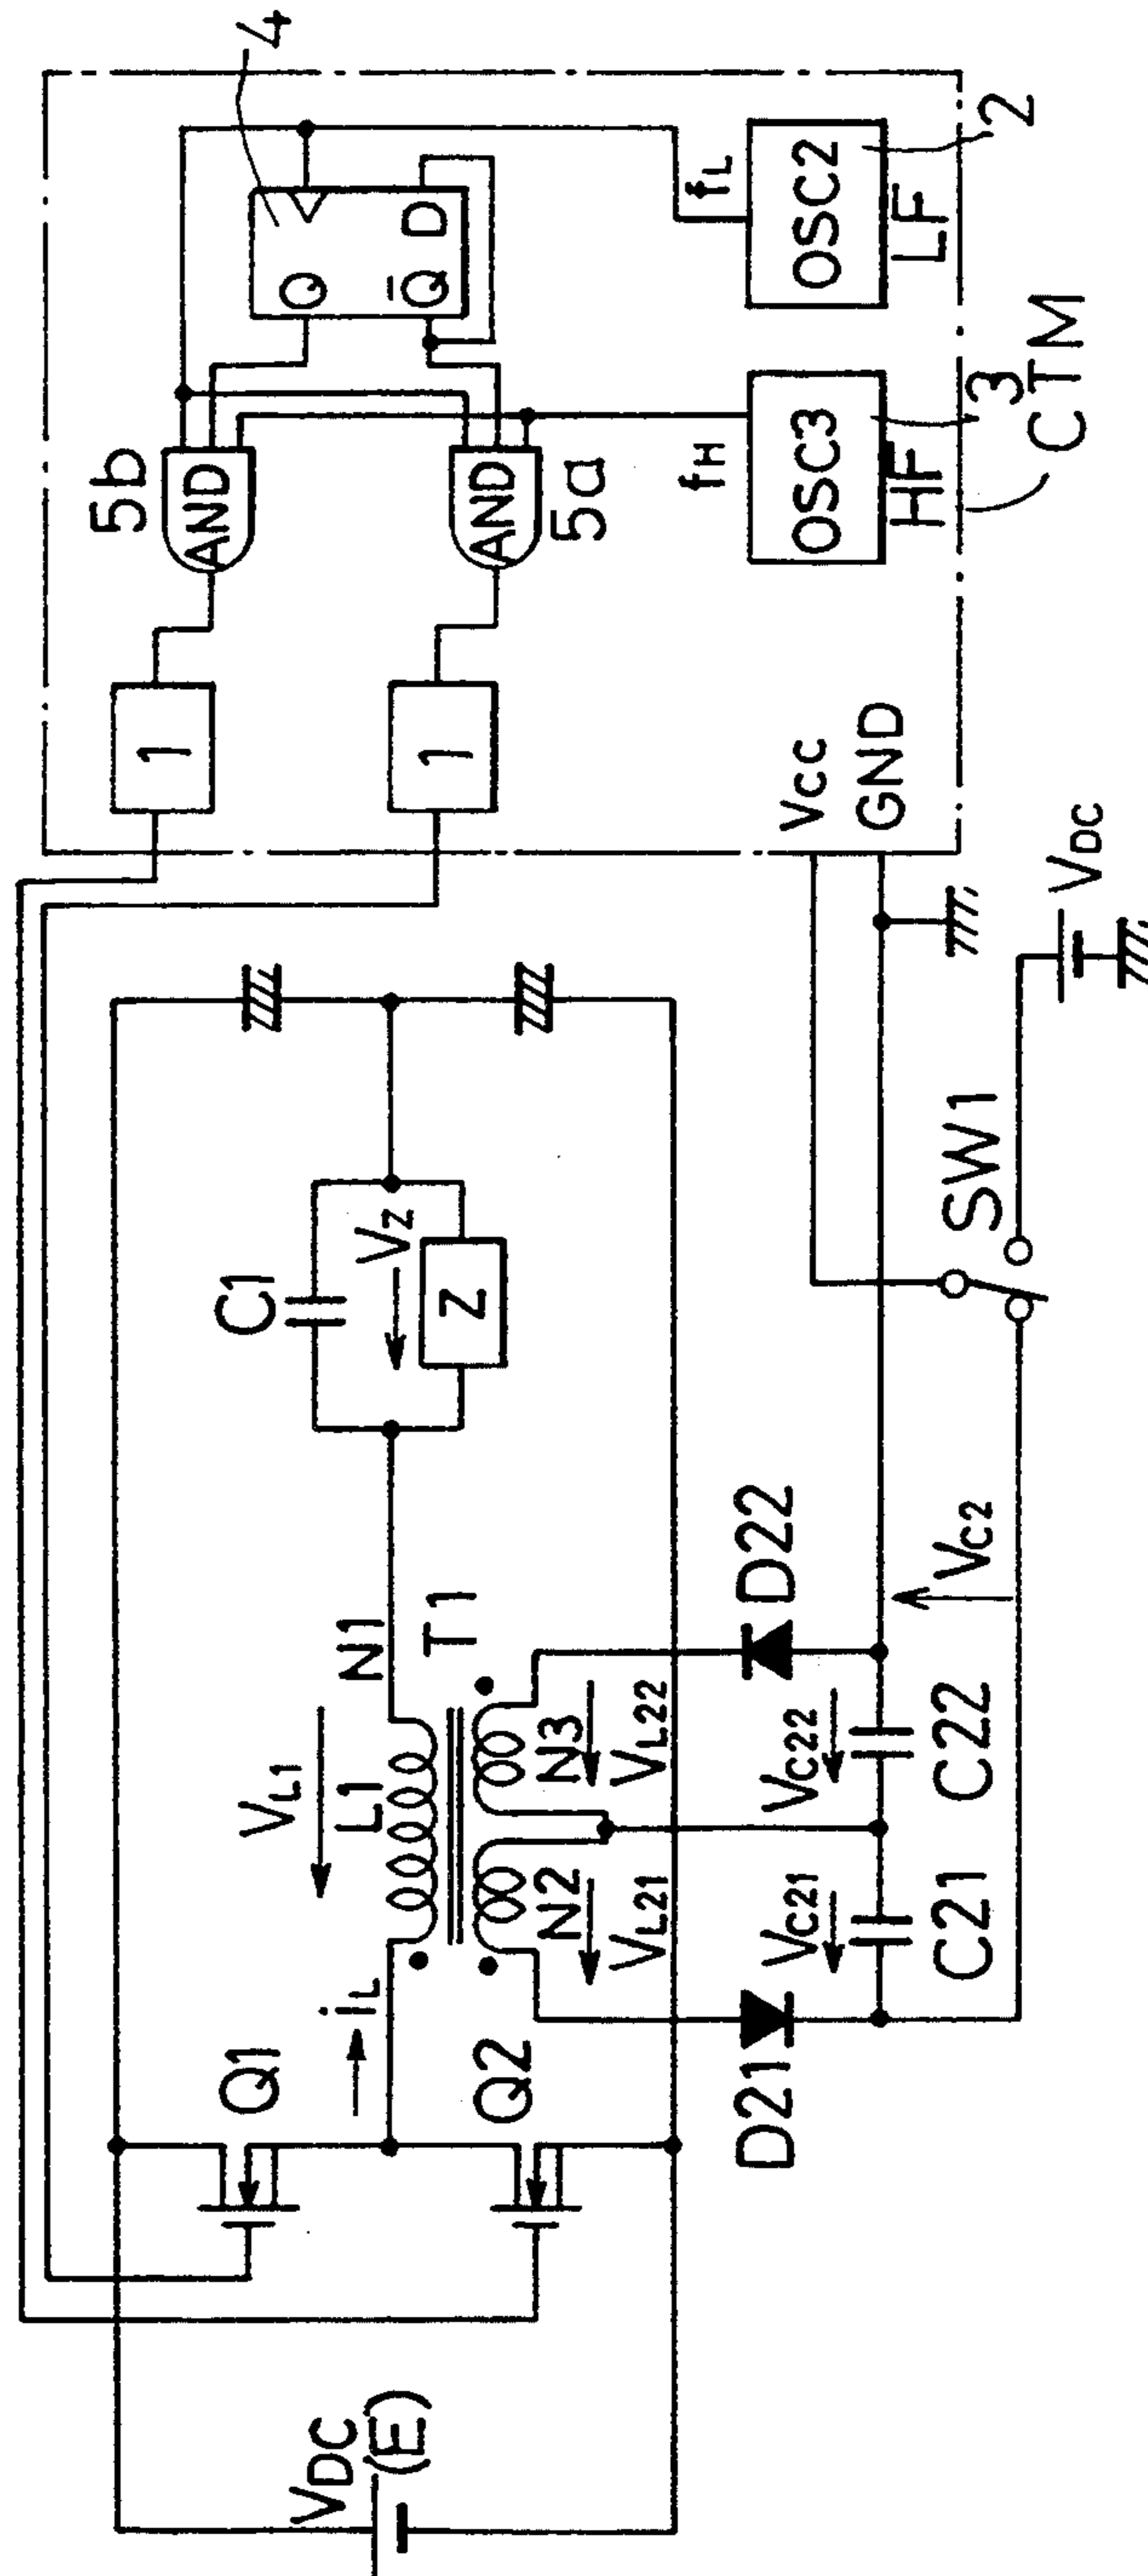 4
5b
AND
Q
Q̄
D
1
AND
5a
1
fH
fL
OSC3
HF
OSC2
LF
3
2
CTM
Vcc
GND
VDC
(E)
Q1
Q2
iL
VL1
L1
N1
T1
N2
N3
VL21
VL22
C1
VZ
Z
D21
D22
VC21
VC22
C21
C22
VC2
SW1
VDC